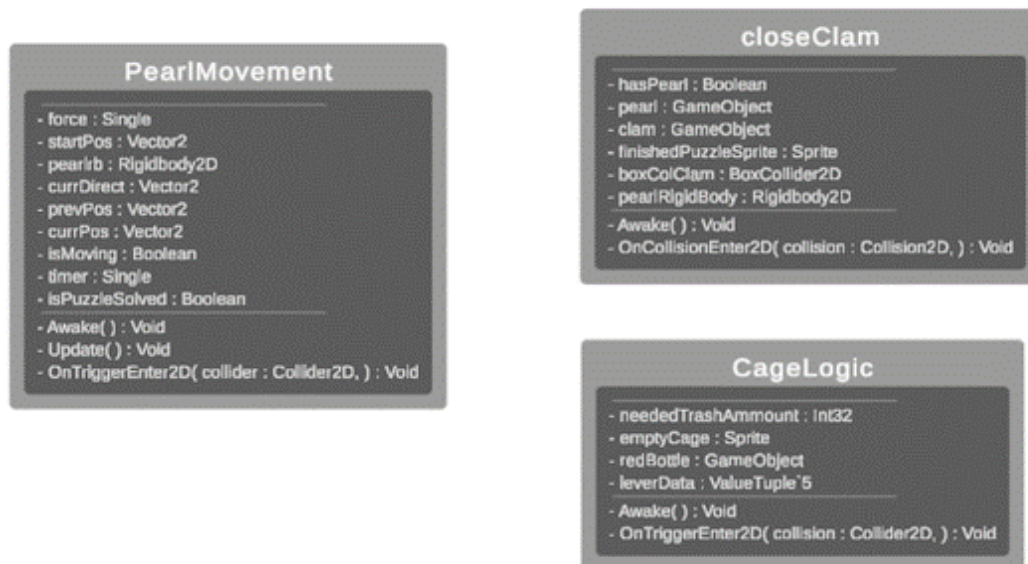 PearlMovement
- force : Single
- startPos : Vector2
- pearlrb : Rigidbody2D
- currDirect : Vector2
- prevPos : Vector2
- currPos : Vector2
- isMoving : Boolean
- timer : Single
- isPuzzleSolved : Boolean
- Awake( ) : Void
- Update( ) : Void
- OnTriggerEnter2D( collider : Collider2D, ) : Void
closeClam
- hasPearl : Boolean
- pearl : GameObject
- clam : GameObject
- finishedPuzzleSprite : Sprite
- boxColClam : BoxCollider2D
- pearlRigidBody : Rigidbody2D
- Awake( ) : Void
- OnCollisionEnter2D( collision : Collision2D, ) : Void
CageLogic
- neededTrashAmmount : Int32
- emptyCage : Sprite
- redBottle : GameObject
- leverData : ValueTuple`5
- Awake( ) : Void
- OnTriggerEnter2D( collision : Collider2D, ) : Void